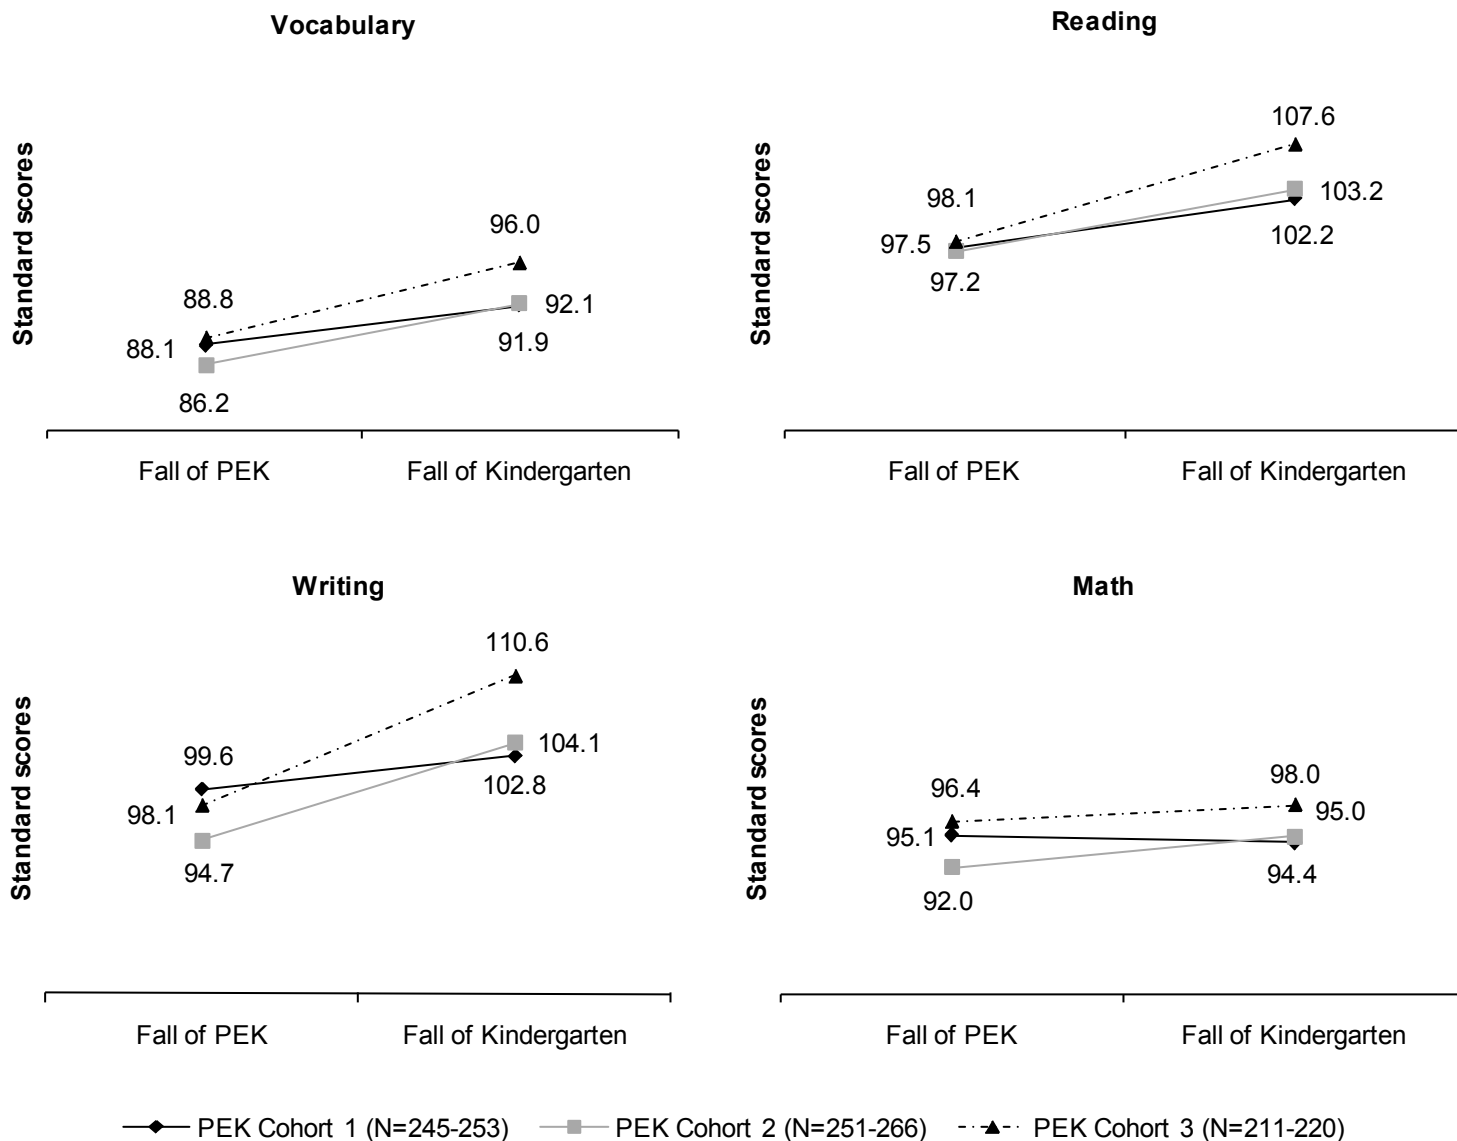 Vocabulary
Standard scores
88.8
88.1
86.2
96.0
92.1
91.9
Fall of PEK
Fall of Kindergarten
Reading
Standard scores
98.1
97.5
97.2
107.6
103.2
102.2
Fall of PEK
Fall of Kindergarten
Writing
Standard scores
99.6
98.1
94.7
110.6
104.1
102.8
Fall of PEK
Fall of Kindergarten
Math
Standard scores
96.4
95.1
92.0
98.0
95.0
94.4
Fall of PEK
Fall of Kindergarten
PEK Cohort 1 (N=245-253)
PEK Cohort 2 (N=251-266)
PEK Cohort 3 (N=211-220)